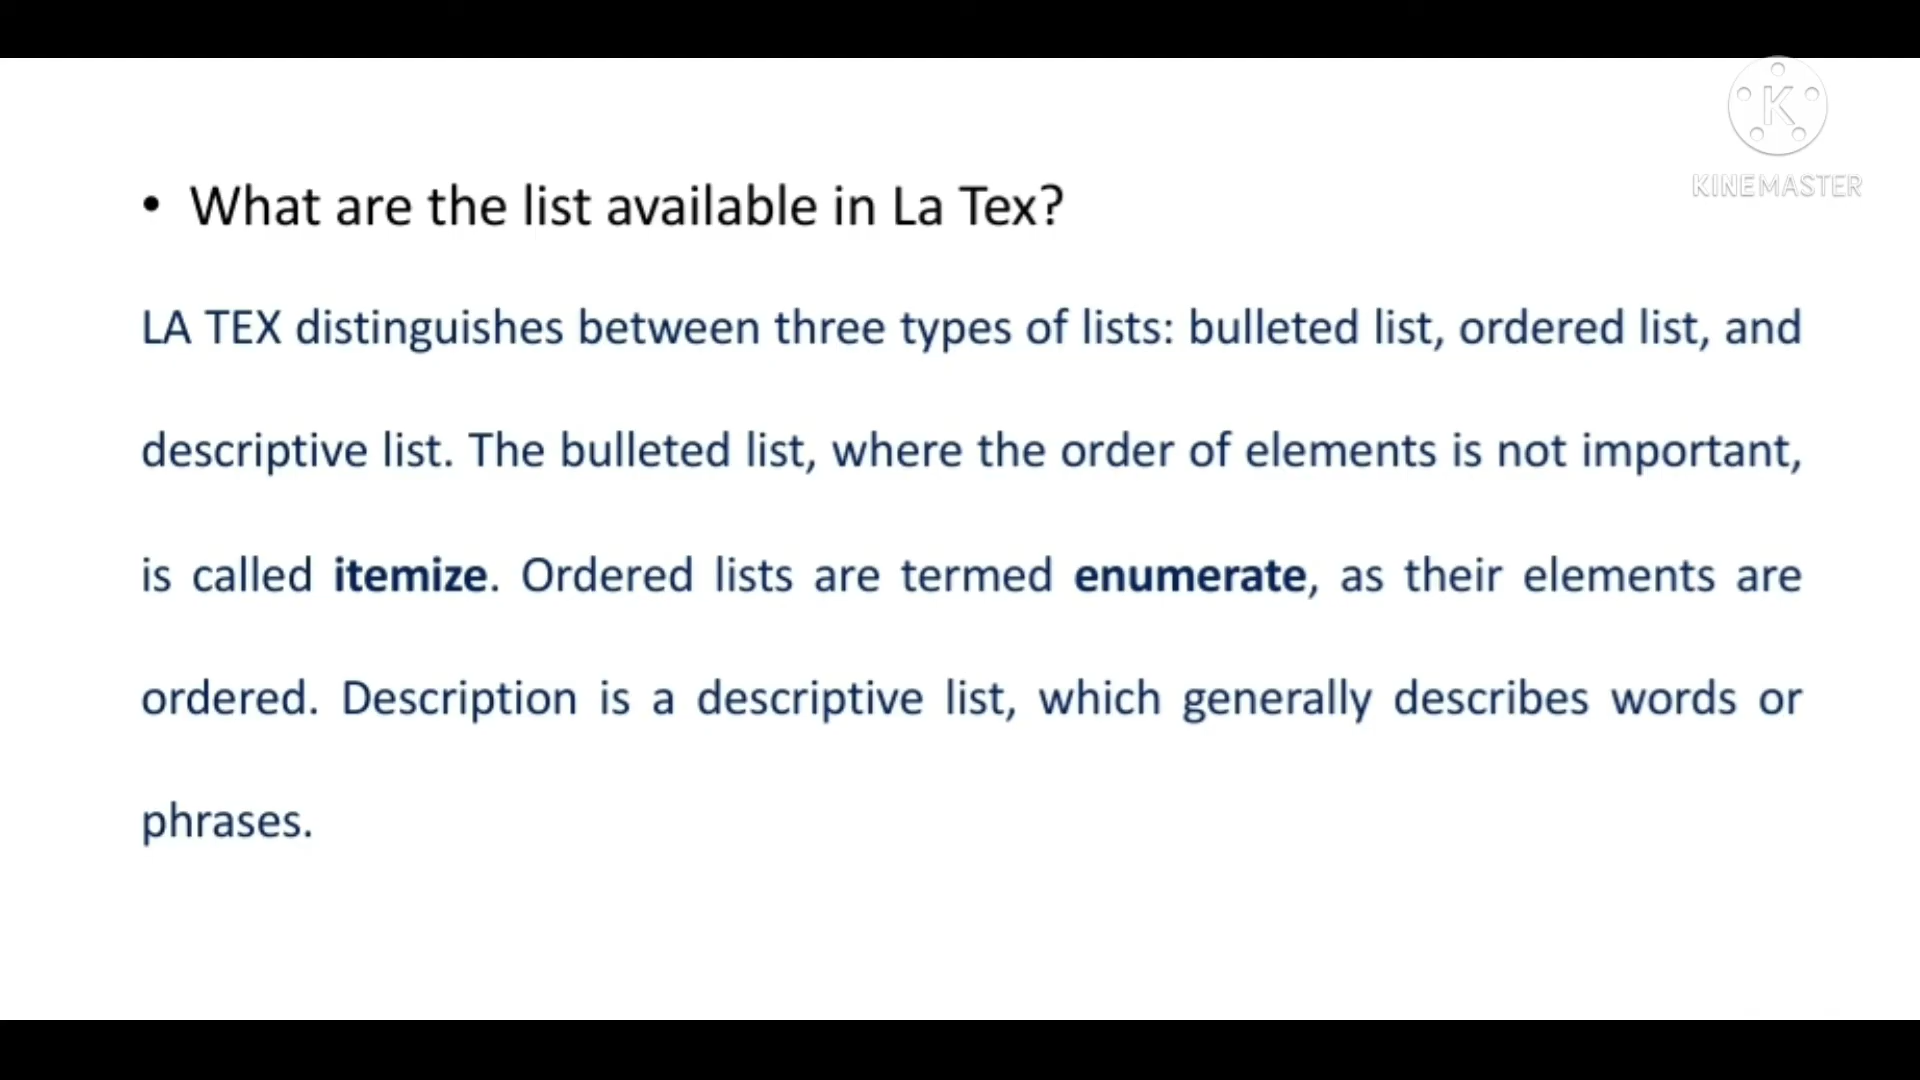 K
KINEMASTER
• What are the list available in La Tex?
LA TEX distinguishes between three types of lists: bulleted list, ordered list, and
descriptive list. The bulleted list, where the order of elements is not important,
is called itemize. Ordered lists are termed enumerate, as their elements are
ordered. Description is a descriptive list, which generally describes words or
phrases.